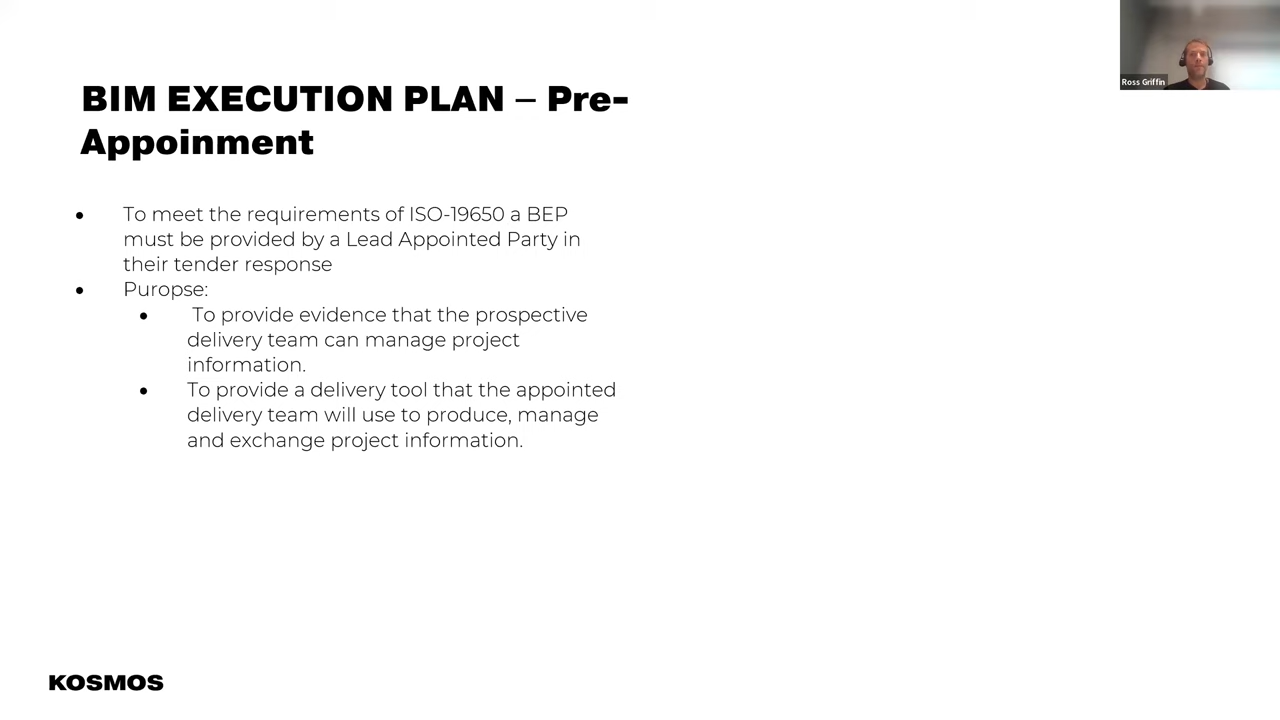 Ross Griffin
BIM EXECUTION PLAN – Pre-
Appoinment
• To meet the requirements of ISO-19650 a BEP
must be provided by a Lead Appointed Party in
their tender response
• Puropse:
• To provide evidence that the prospective
delivery team can manage project
information.
• To provide a delivery tool that the appointed
delivery team will use to produce, manage
and exchange project information.
KOSMOS